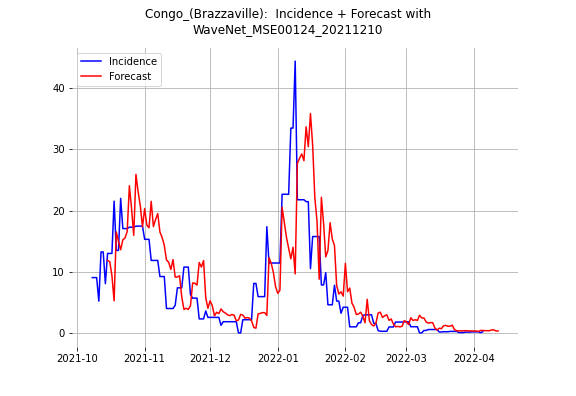 Congo_(Brazzaville):  Incidence + Forecast with
WaveNet_MSE00124_20211210
Incidence
Forecast
40
30
20
10
0
2021-10 2021-11 2021-12 2022-01 2022-02 2022-03 2022-04